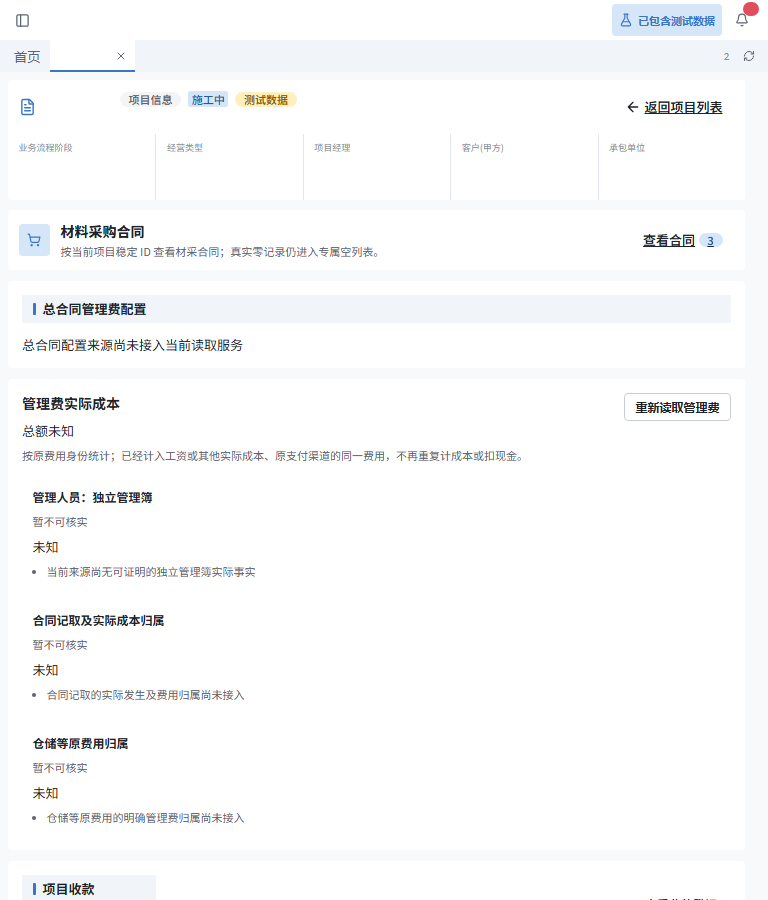 已包含测试数据
首页
2
项目信息 施工中 测试数据
返回项目列表
业务流程阶段 经营类型 项目经理 客户(甲方) 承包单位
材料采购合同
按当前项目稳定 ID 查看材采合同；真实零记录仍进入专属空列表。
查看合同 3
总合同管理费配置
总合同配置来源尚未接入当前读取服务
管理费实际成本
重新读取管理费
总额未知
按原费用身份统计；已经计入工资或其他实际成本、原支付渠道的同一费用，不再重复计成本或扣现金。
管理人员：独立管理簿
暂不可核实
未知
当前来源尚无可证明的独立管理簿实际事实
合同记取及实际成本归属
暂不可核实
未知
合同记取的实际发生及费用归属尚未接入
仓储等原费用归属
暂不可核实
未知
仓储等原费用的明确管理费归属尚未接入
项目收款